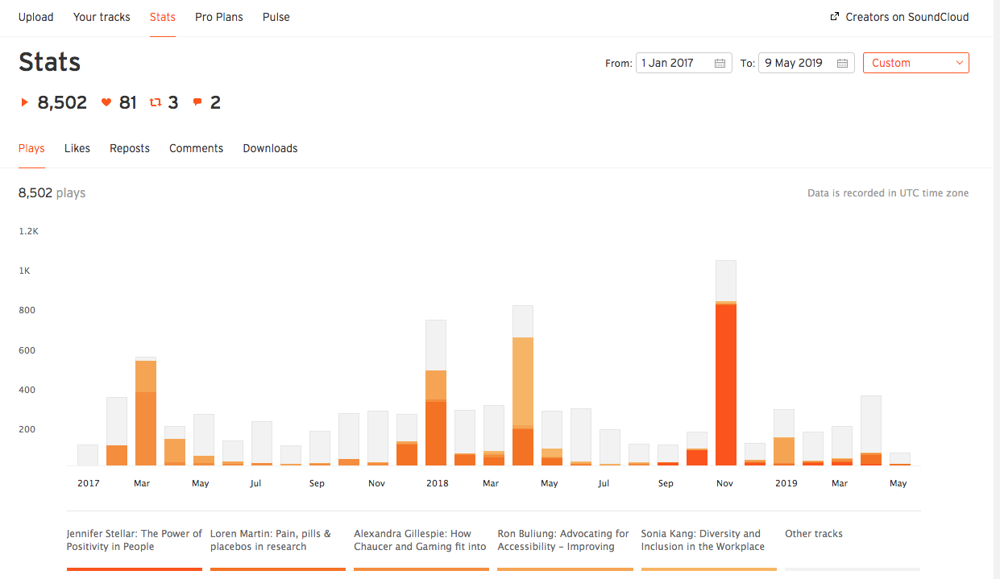 Upload Your tracks Stats Pro Plans Pulse Creators on SoundCloud
Stats
From: 1 Jan 2017 To: 9 May 2019 Custom
8,502 81 3 2
Plays Likes Reposts Comments Downloads
8,502 plays Data is recorded in UTC time zone
1.2K
1K
800
600
400
200
2017 Mar May Jul Sep Nov 2018 Mar May Jul Sep Nov 2019 Mar May
Jennifer Stellar: The Power of Positivity in People
Loren Martin: Pain, pills & placebos in research
Alexandra Gillespie: How Chaucer and Gaming fit into
Ron Buliung: Advocating for Accessibility – Improving
Sonia Kang: Diversity and Inclusion in the Workplace
Other tracks